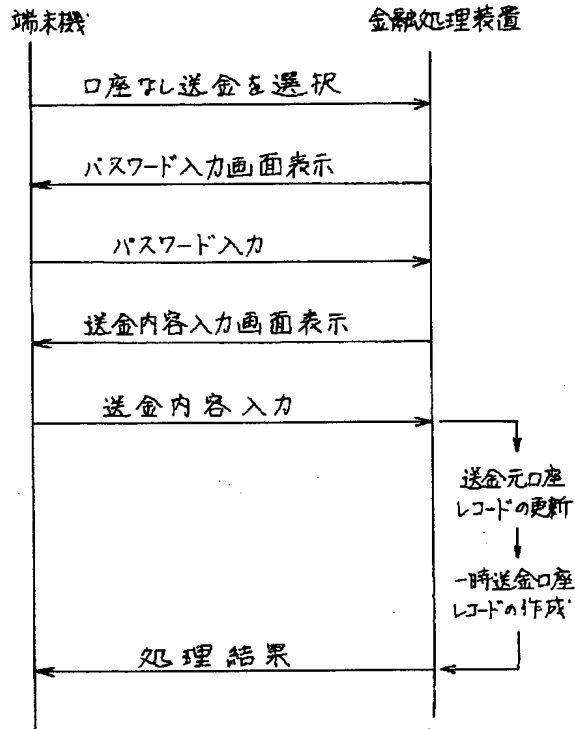 端末機
金融処理装置
口座なし送金を選択
パスワード入力画面表示
パスワード入力
送金内容入力画面表示
送金内容入力
送金元口座
レコードの更新
一時送金口座
レコードの作成
処理結果